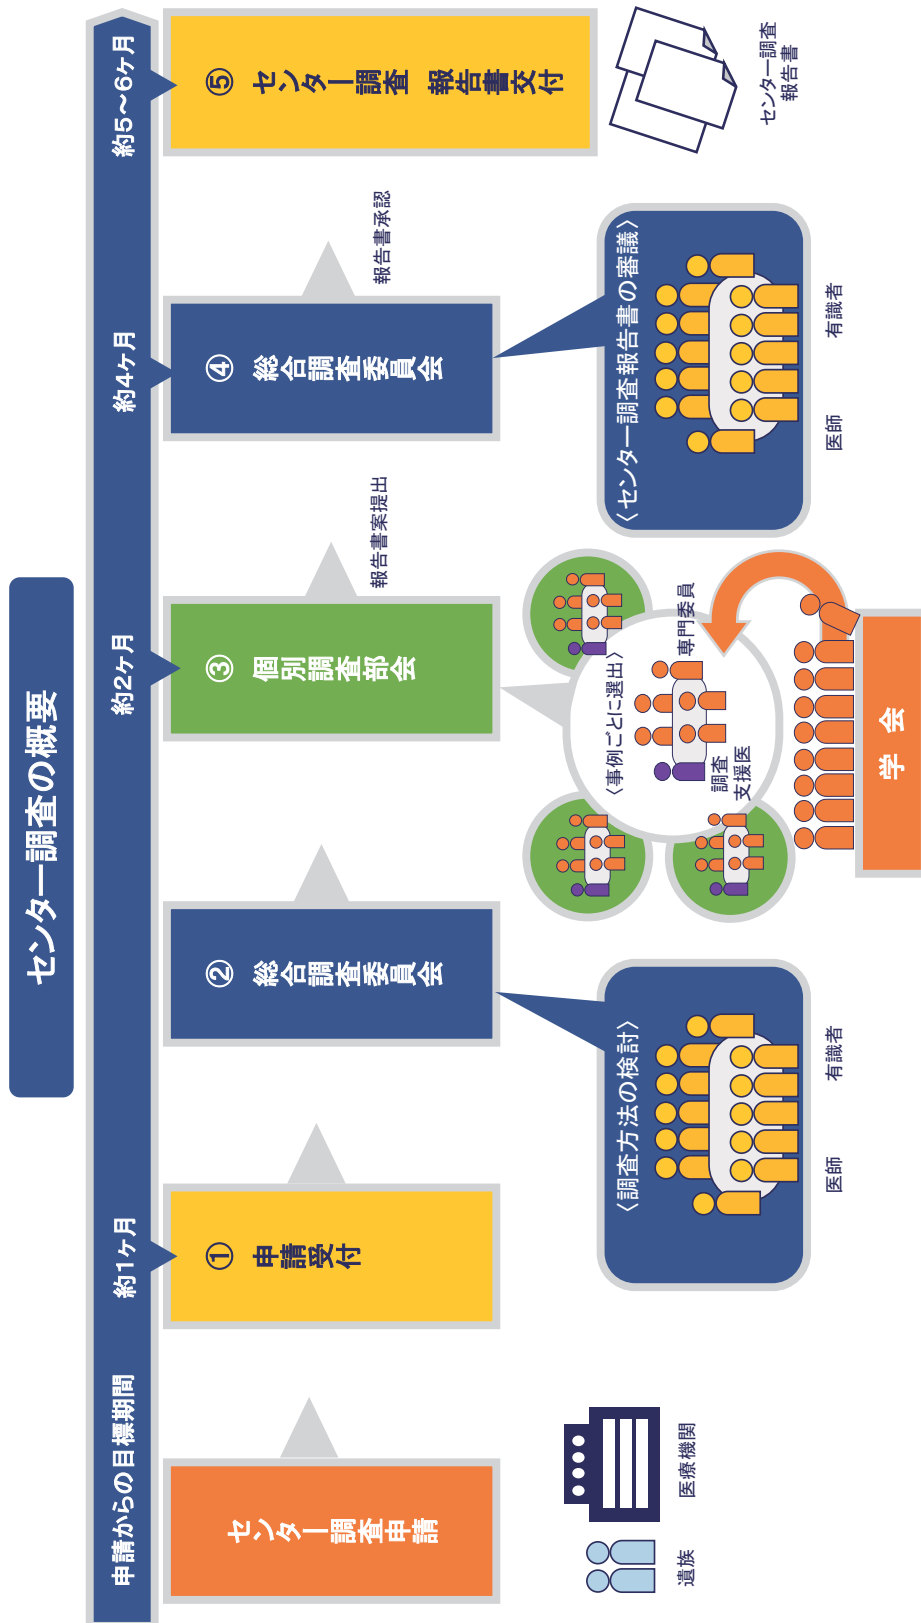 センター調査の概要
申請からの目標期間
約1ヶ月
約2ヶ月
約4ヶ月
約5～6ヶ月
センター調査申請
遺族
医療機関
① 申請受付
② 総合調査委員会
〈調査方法の検討〉
医師
有識者
③ 個別調査部会
報告書案提出
〈事例ごとに選出〉
調査
支援医
専門委員
学会
④ 総合調査委員会
報告書承認
〈センター調査報告書の審議〉
医師
有識者
⑤ センター調査 報告書交付
センター調査
報告書